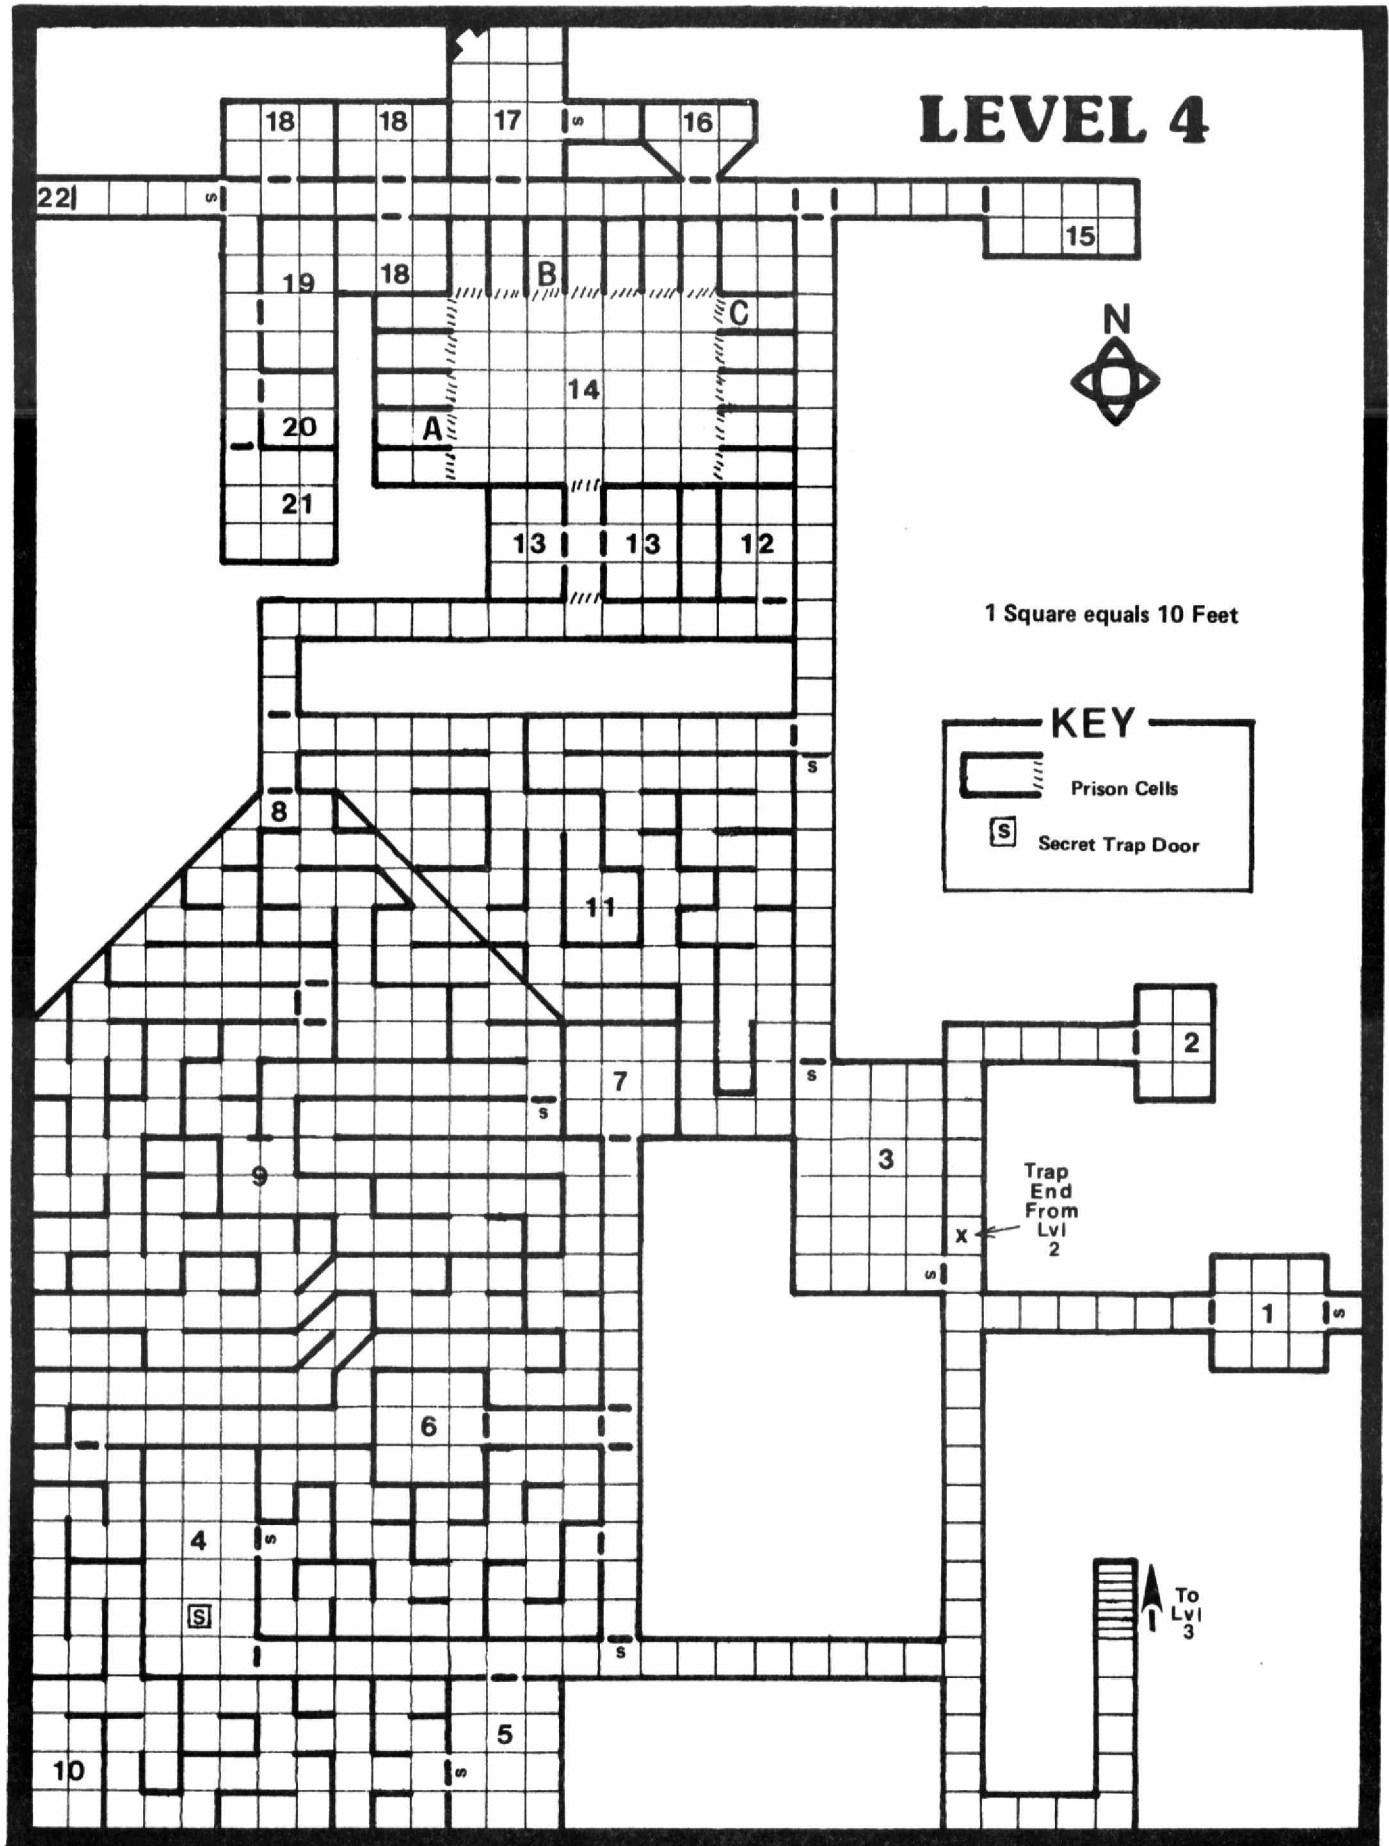 LEVEL 4
18 18 17 s 16
22 s
15
19 18 B
C
N
14
A
20
21
13 13 12
1 Square equals 10 Feet
KEY
Prison Cells
S Secret Trap Door
s
8
11
2
s
7
s
3
9
Trap
End
From
Lvl
2
X
s
1 s
6
4 s
S
To
Lvl
3
s
5
10 s